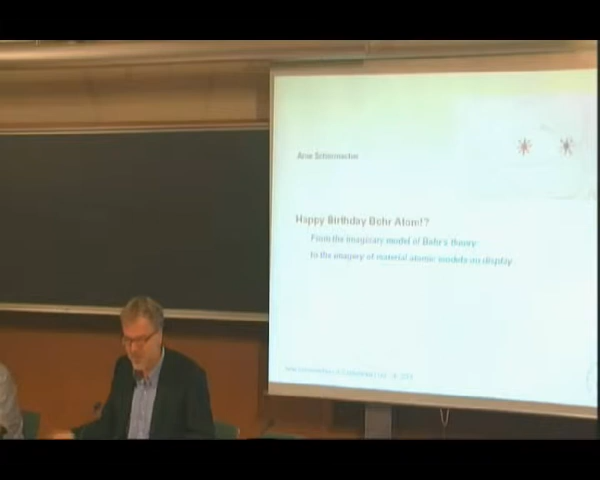 Arne Schirrmacher
Happy Birthday Bohr Atom!?
From the imaginary model of Bohr's theory
to the imagery of material atomic models on display